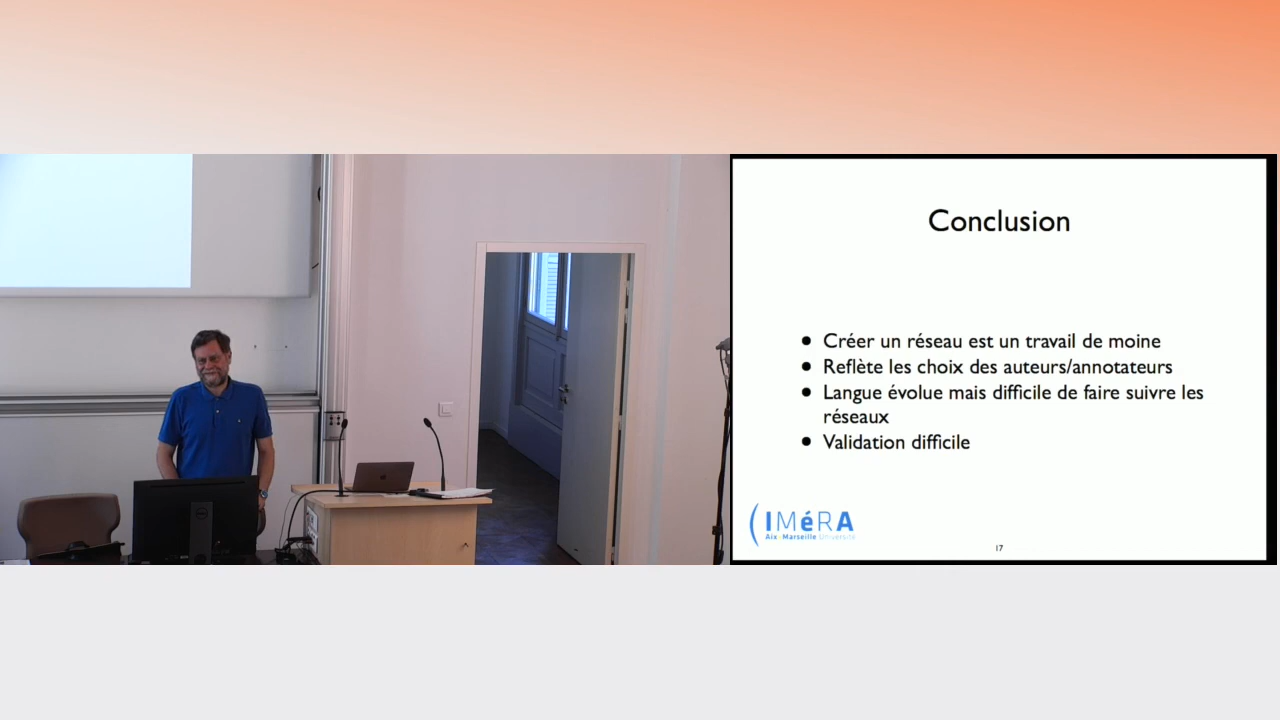 Conclusion
• Créer un réseau est un travail de moine
• Reflète les choix des auteurs/annotateurs
• Langue évolue mais difficile de faire suivre les
réseaux
• Validation difficile
IMéRA
Aix*Marseille Université
17